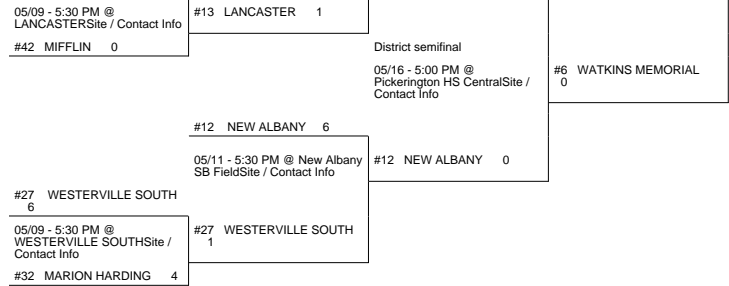 05/09 - 5:30 PM @
LANCASTERSite / Contact Info
#13 LANCASTER 1
#42 MIFFLIN 0
District semifinal
05/16 - 5:00 PM @
Pickerington HS CentralSite /
Contact Info
#6 WATKINS MEMORIAL
0
#12 NEW ALBANY 6
05/11 - 5:30 PM @ New Albany
SB FieldSite / Contact Info
#12 NEW ALBANY 0
#27 WESTERVILLE SOUTH
6
05/09 - 5:30 PM @
WESTERVILLE SOUTHSite /
Contact Info
#27 WESTERVILLE SOUTH
1
#32 MARION HARDING 4